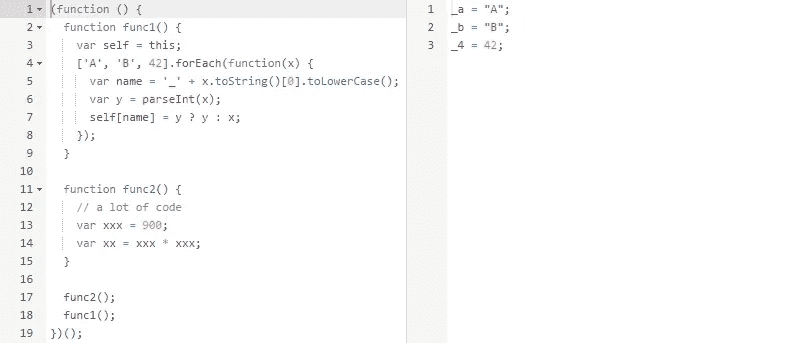 1 (function () {
2 function func1() {
3 var self = this;
4 ['A', 'B', 42].forEach(function(x) {
5 var name = '_' + x.toString()[0].toLowerCase();
6 var y = parseInt(x);
7 self[name] = y ? y : x;
8 });
9 }
10
11 function func2() {
12 // a lot of code
13 var xxx = 900;
14 var xx = xxx * xxx;
15 }
16
17 func2();
18 func1();
19 })();
1 _a = "A";
2 _b = "B";
3 _4 = 42;